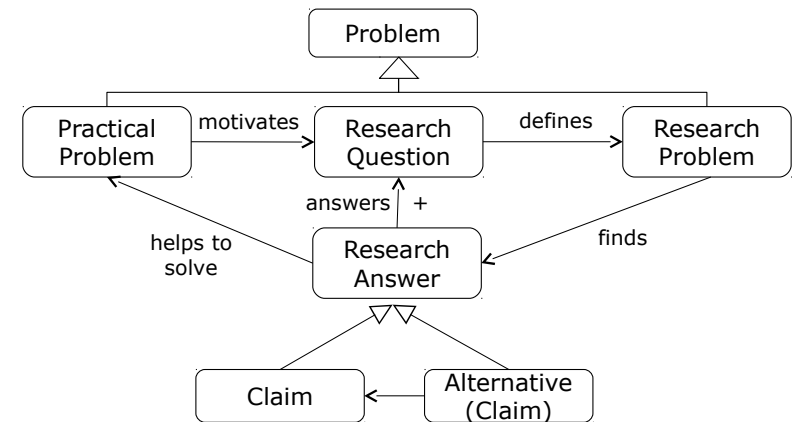 Problem
Practical
Problem
motivates
Research
Question
defines
Research
Problem
answers +
helps to
solve
Research
Answer
finds
Claim
Alternative
(Claim)